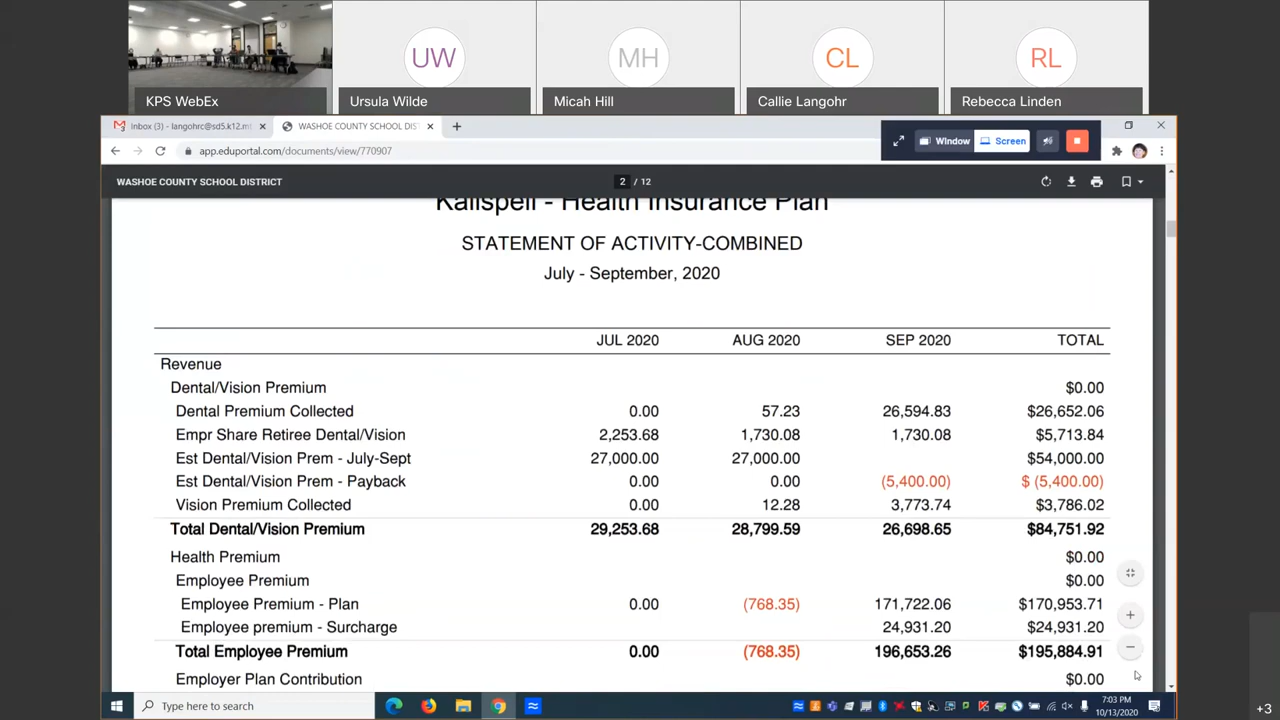 UW
MH
CL
RL
KPS WebEx
Ursula Wilde
Micah Hill
Callie Langohr
Rebecca Linden
Inbox (3) - langohrc@sd5.k12.m
WASHOE COUNTY SCHOOL DIST
app.eduportal.com/documents/view/770907
Window
Screen
WASHOE COUNTY SCHOOL DISTRICT
2 / 12
Kalispell - Health Insurance Plan
STATEMENT OF ACTIVITY-COMBINED
July - September, 2020
JUL 2020 AUG 2020 SEP 2020 TOTAL
Revenue
Dental/Vision Premium $0.00
Dental Premium Collected 0.00 57.23 26,594.83 $26,652.06
Empr Share Retiree Dental/Vision 2,253.68 1,730.08 1,730.08 $5,713.84
Est Dental/Vision Prem - July-Sept 27,000.00 27,000.00 $54,000.00
Est Dental/Vision Prem - Payback 0.00 0.00 (5,400.00) $ (5,400.00)
Vision Premium Collected 0.00 12.28 3,773.74 $3,786.02
Total Dental/Vision Premium 29,253.68 28,799.59 26,698.65 $84,751.92
Health Premium $0.00
Employee Premium $0.00
Employee Premium - Plan 0.00 (768.35) 171,722.06 $170,953.71
Employee premium - Surcharge 24,931.20 $24,931.20
Total Employee Premium 0.00 (768.35) 196,653.26 $195,884.91
Employer Plan Contribution $0.00
Type here to search
7:03 PM
10/13/2020
+3